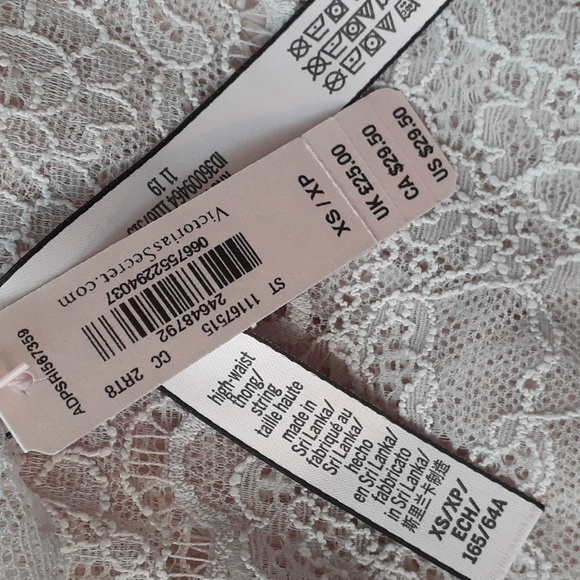 US $29.50
CA $29.50
UK £25.00
XS / XP
ST 11167515
24648792
CC 2RT8
0667552294037
VictoriasSecret.com
ADPSRI567359
11 19
high-waist
thong/
string
taille haute
made in
Sri Lanka/
fabriqué au
Sri Lanka/
hecho
en Sri Lanka/
fabbricato
in Sri Lanka/
斯里兰卡制造
XS/XP/
ECH/
165/64A